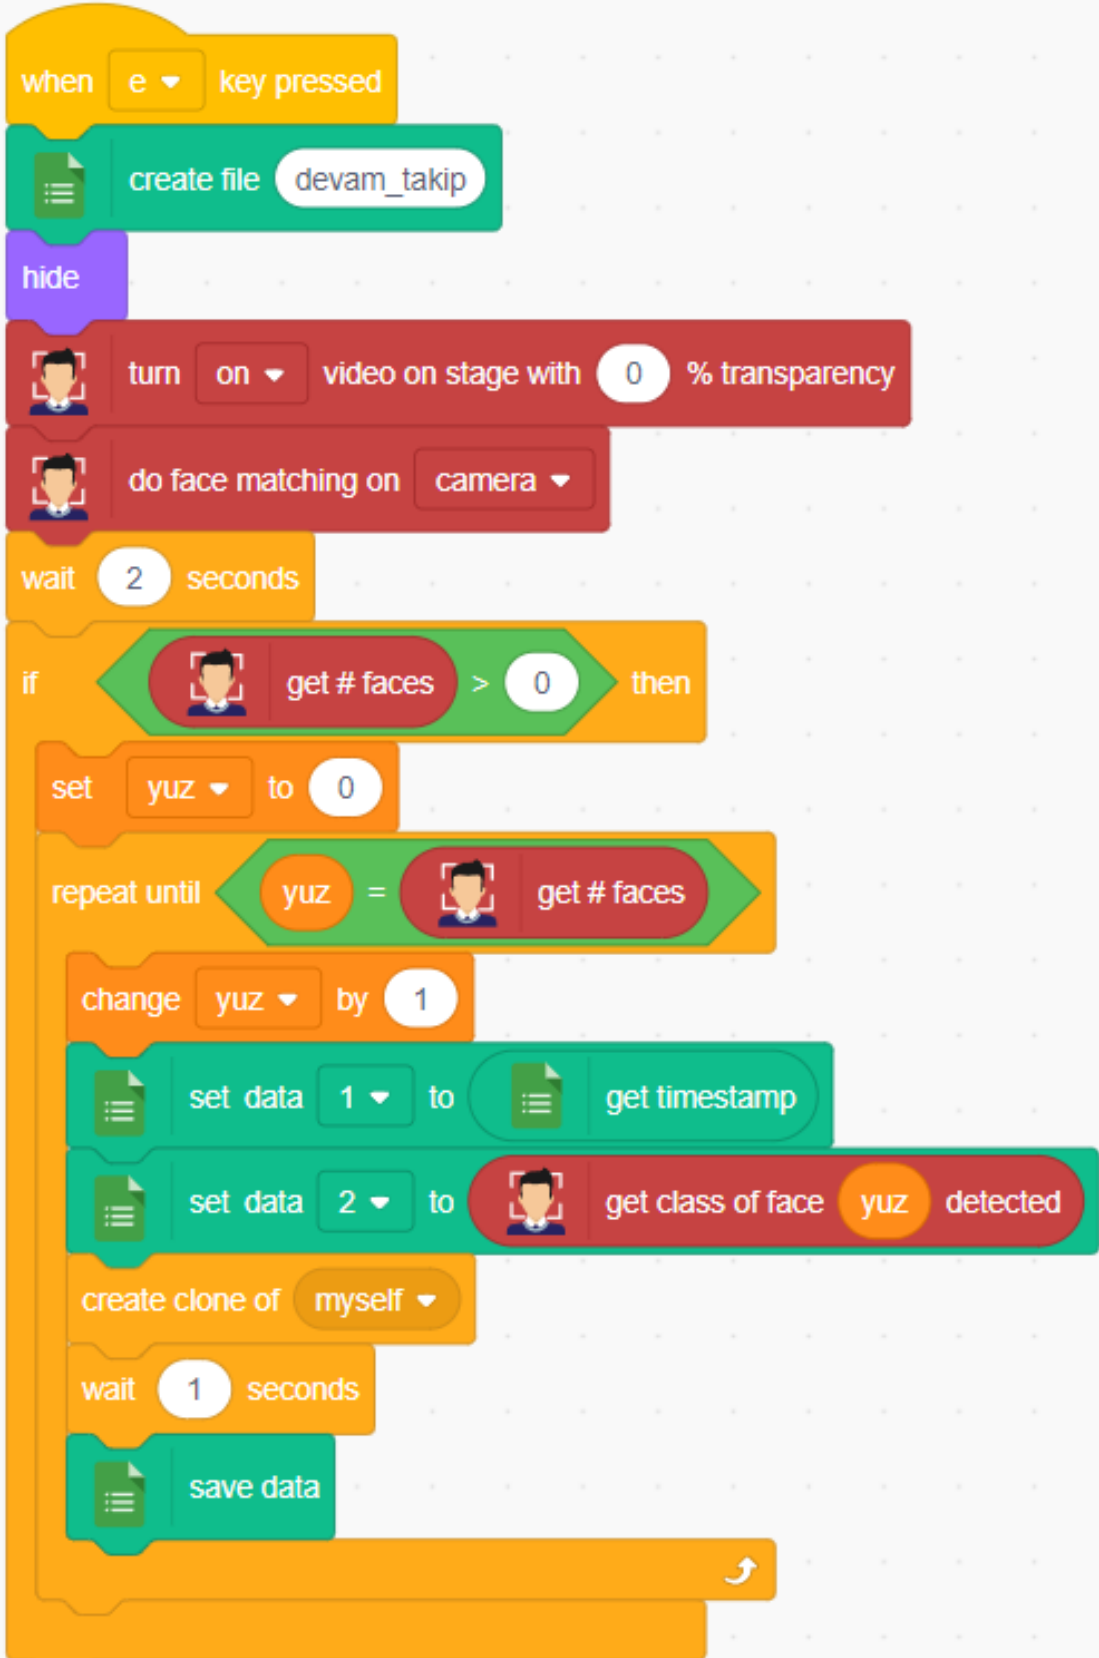 when e key pressed
create file devam_takip
hide
turn on video on stage with 0 % transparency
do face matching on camera
wait 2 seconds
if get # faces > 0 then
set yuz to 0
repeat until yuz = get # faces
change yuz by 1
set data 1 to get timestamp
set data 2 to get class of face yuz detected
create clone of myself
wait 1 seconds
save data